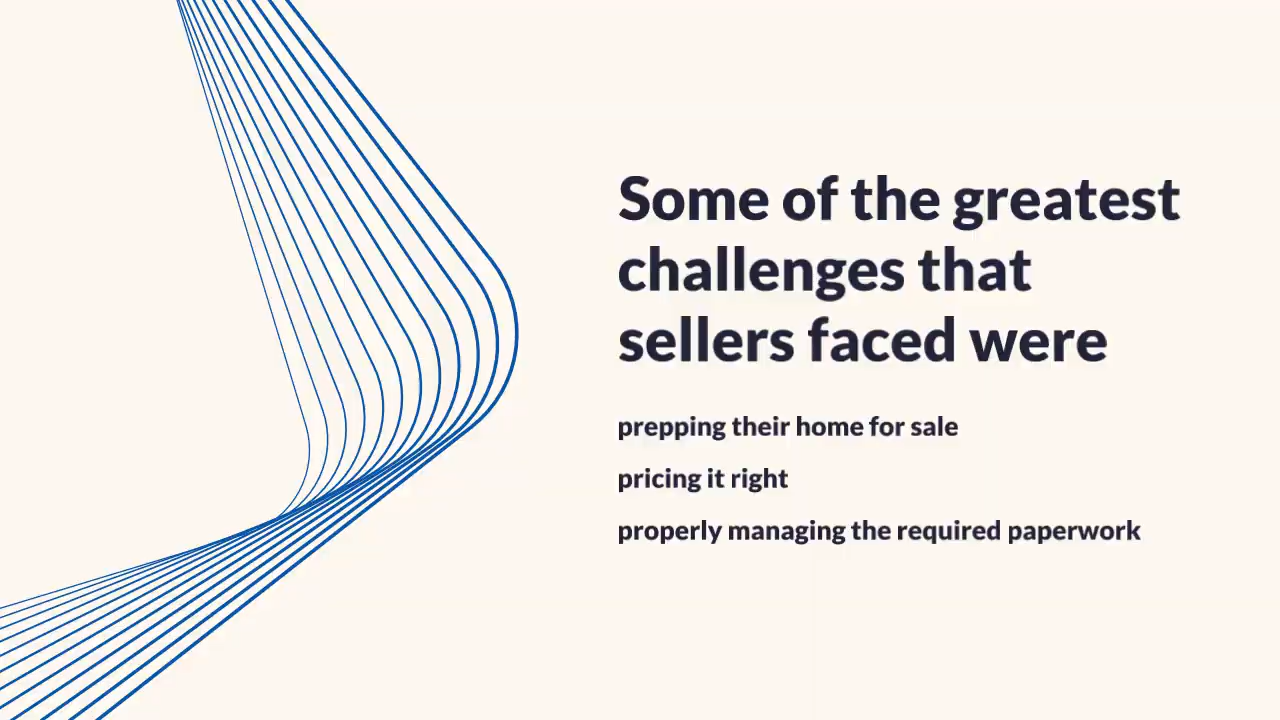 Some of the greatest
challenges that
sellers faced were
prepping their home for sale
pricing it right
properly managing the required paperwork